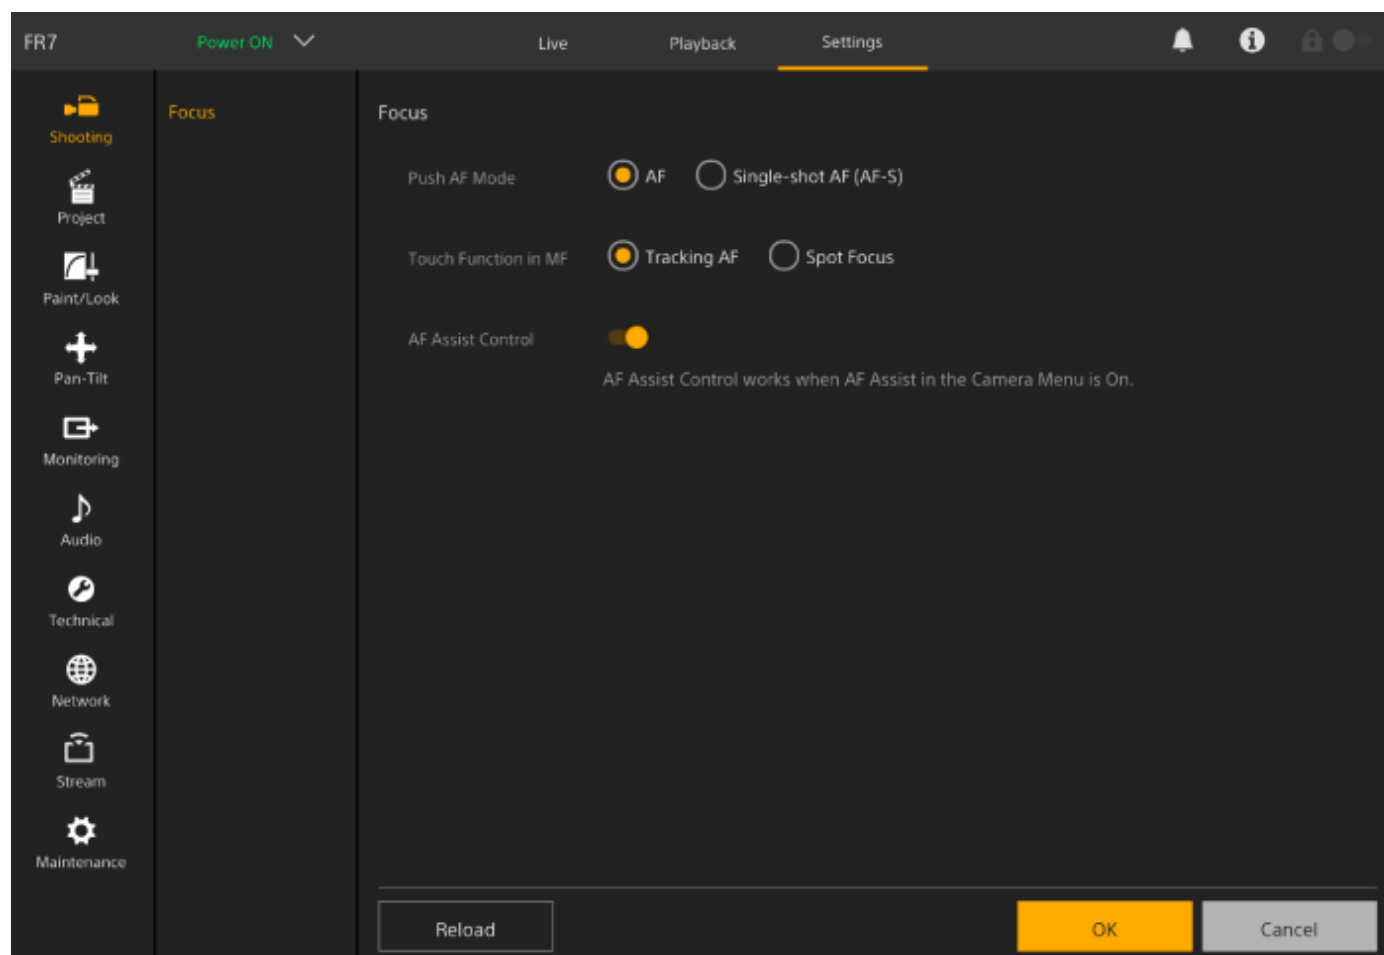 FR7
Power ON
Live
Playback
Settings
Shooting
Project
Paint/Look
Pan-Tilt
Monitoring
Audio
Technical
Network
Stream
Maintenance
Focus
Focus
Push AF Mode
AF
Single-shot AF (AF-S)
Touch Function in MF
Tracking AF
Spot Focus
AF Assist Control
AF Assist Control works when AF Assist in the Camera Menu is On.
Reload
OK
Cancel